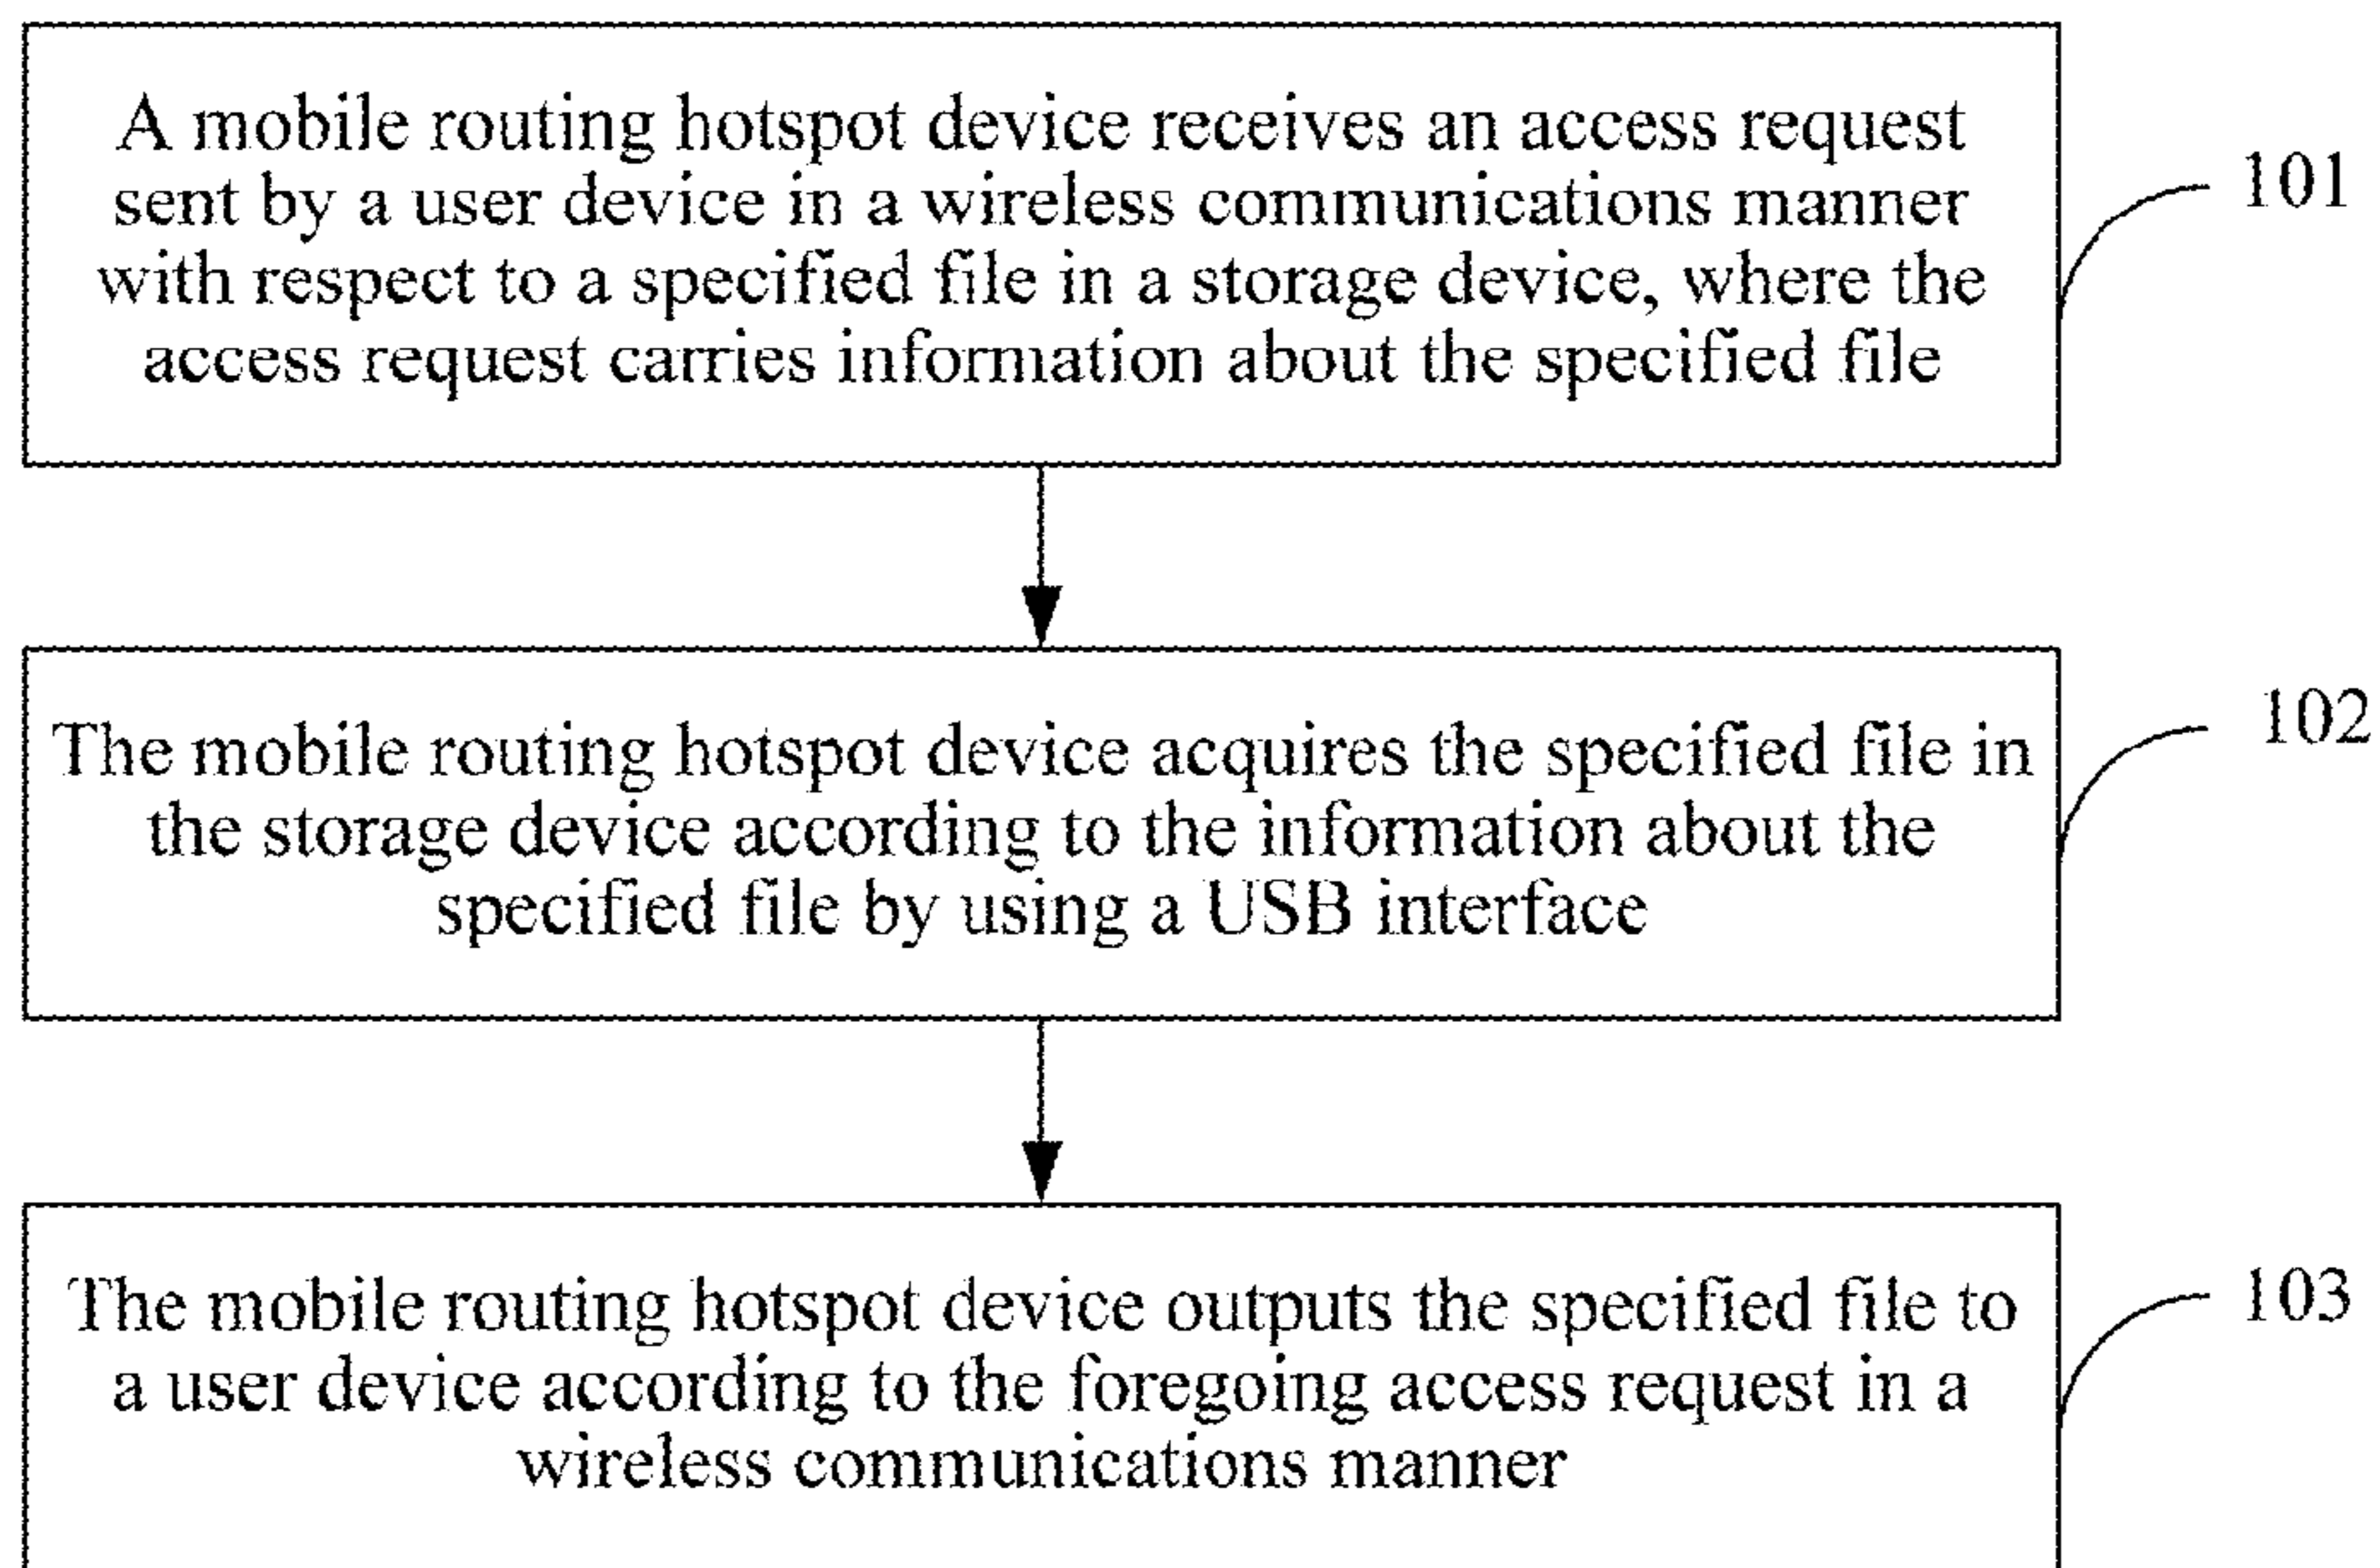 A mobile routing hotspot device receives an access request
sent by a user device in a wireless communications manner
with respect to a specified file in a storage device, where the
access request carries information about the specified file
101
The mobile routing hotspot device acquires the specified file in
the storage device according to the information about the
specified file by using a USB interface
102
The mobile routing hotspot device outputs the specified file to
a user device according to the foregoing access request in a
wireless communications manner
103